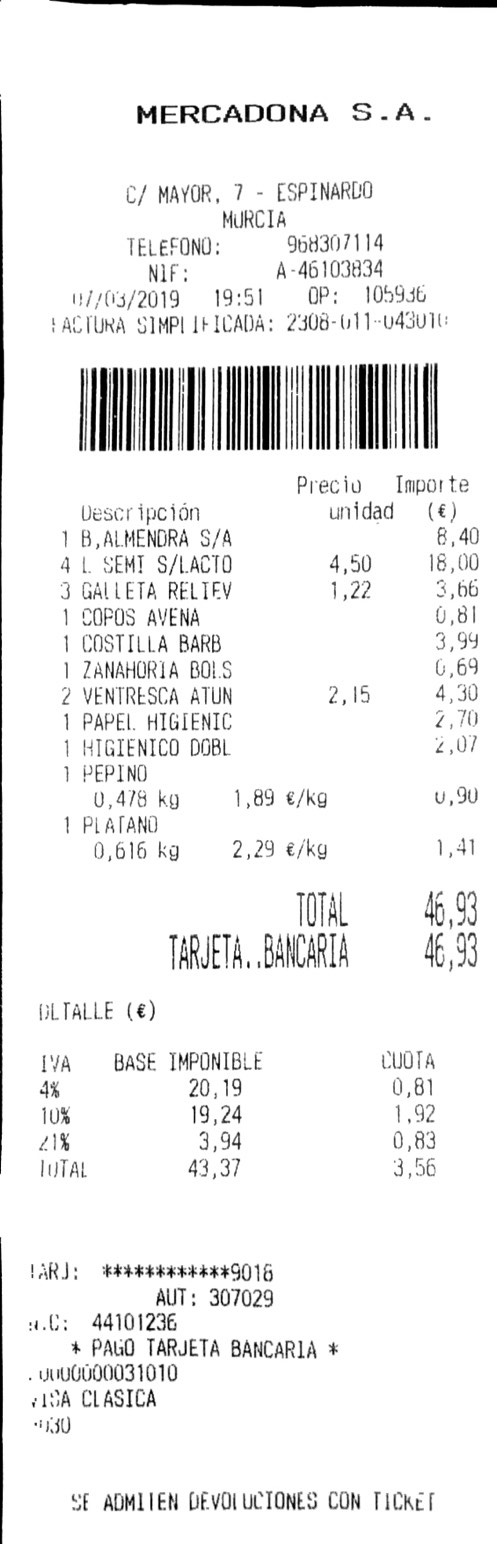 MERCADONA S.A.
C/ MAYOR, 7 - ESPINARDO
MURCIA
TELEFONO: 968307114
NIF: A-46103834
07/03/2019 19:51 OP: 105936
FACTURA SIMPLIFICADA: 2308-011-043010
Precio Importe
Descripción unidad (€)
1 B,ALMENDRA S/A 8,40
4 L SEMI S/LACTO 4,50 18,00
3 GALLETA RELIEV 1,22 3,66
1 COPOS AVENA 0,81
1 COSTILLA BARB 3,99
1 ZANAHORIA BOLS 0,69
2 VENTRESCA ATUN 2,15 4,30
1 PAPEL HIGIENIC 2,70
1 HIGIENICO DOBL 2,07
1 PEPINO
0,478 kg 1,89 €/kg 0,90
1 PLATANO
0,616 kg 2,29 €/kg 1,41
TOTAL 46,93
TARJETA..BANCARIA 46,93
DETALLE (€)
IVA BASE IMPONIBLE CUOTA
4% 20,19 0,81
10% 19,24 1,92
21% 3,94 0,83
TOTAL 43,37 3,56
TARJ: ************9016
AUT: 307029
N.C: 44101236
* PAGO TARJETA BANCARIA *
0000000031010
VISA CLASICA
SE ADMITEN DEVOLUCIONES CON TICKET